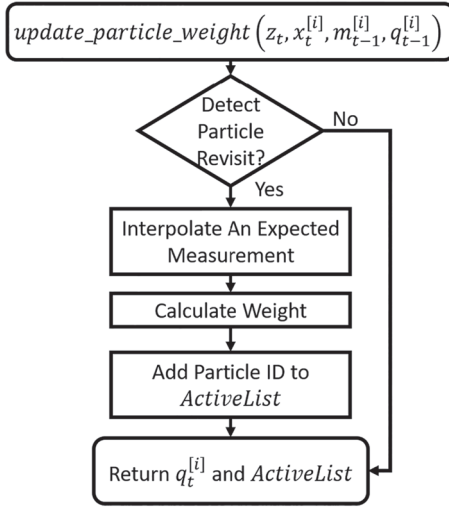 update_particle_weight (z_t, x_t^{[i]}, m_{t-1}^{[i]}, q_{t-1}^{[i]})
Detect
Particle
Revisit?
No
Yes
Interpolate An Expected
Measurement
Calculate Weight
Add Particle ID to
ActiveList
Return q_t^{[i]} and ActiveList